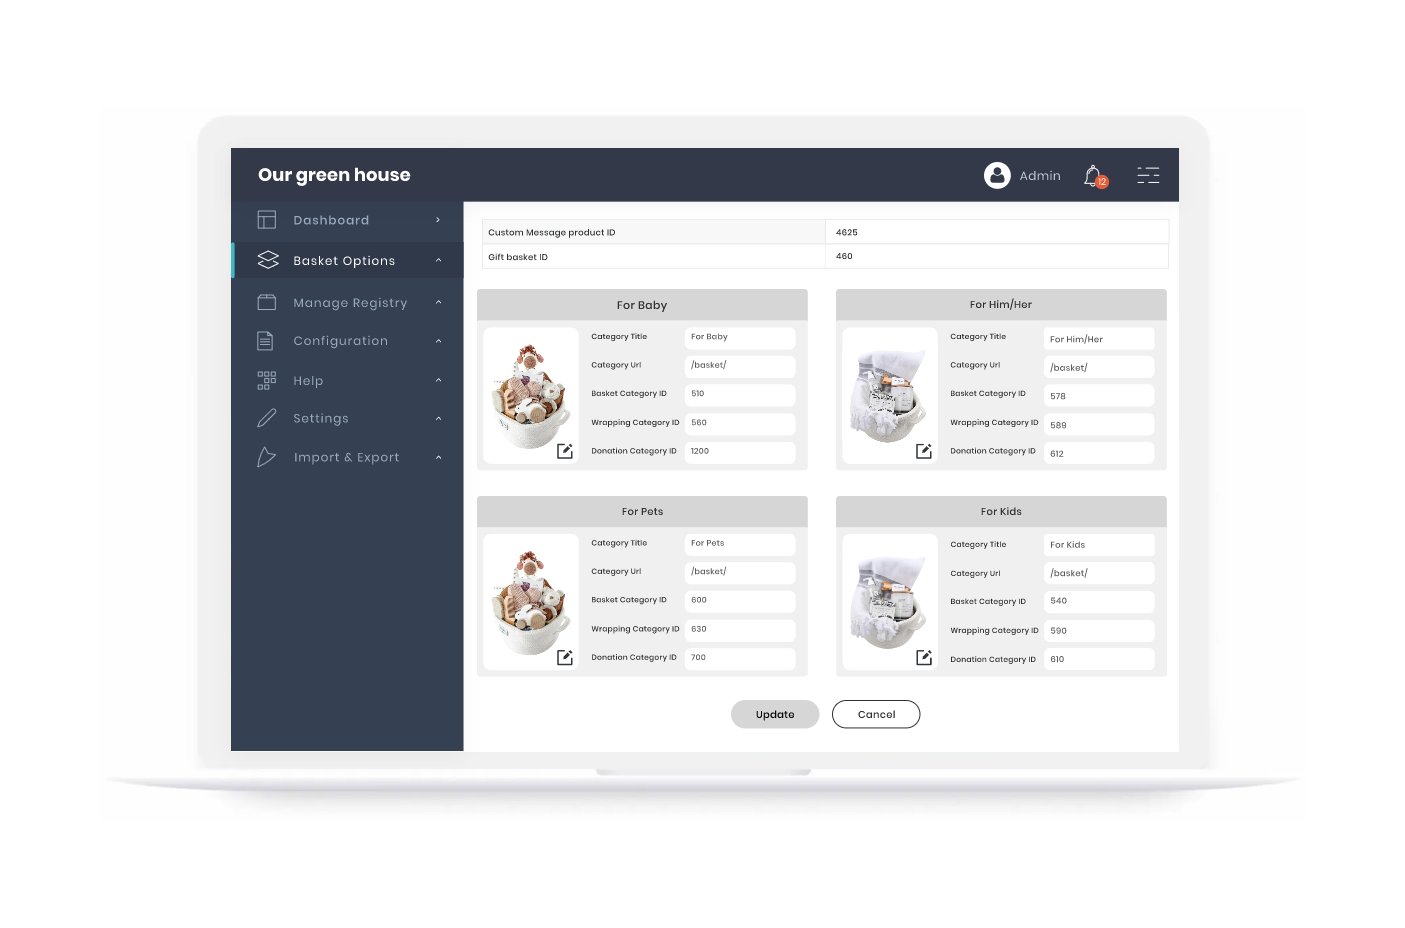 Our green house
Admin
12
Dashboard
Basket Options
Manage Registry
Configuration
Help
Settings
Import & Export
Custom Message product ID 4625
Gift basket ID 460
For Baby
Category Title For Baby
Category Url /basket/
Basket Category ID 510
Wrapping Category ID 560
Donation Category ID 1200
For Him/Her
Category Title For Him/Her
Category Url /basket/
Basket Category ID 578
Wrapping Category ID 589
Donation Category ID 612
For Pets
Category Title For Pets
Category Url /basket/
Basket Category ID 600
Wrapping Category ID 630
Donation Category ID 700
For Kids
Category Title For Kids
Category Url /basket/
Basket Category ID 540
Wrapping Category ID 590
Donation Category ID 610
Update
Cancel